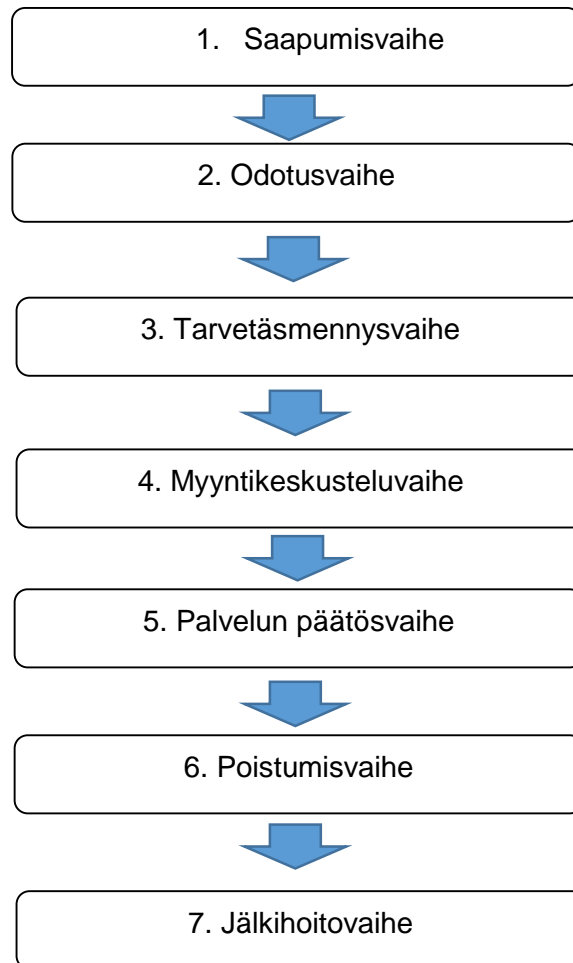 1. Saapumisvaihe
2. Odotusvaihe
3. Tarvetäsmennysvaihe
4. Myyntikeskusteluvaihe
5. Palvelun päätösvaihe
6. Poistumisvaihe
7. Jälkihoitovaihe